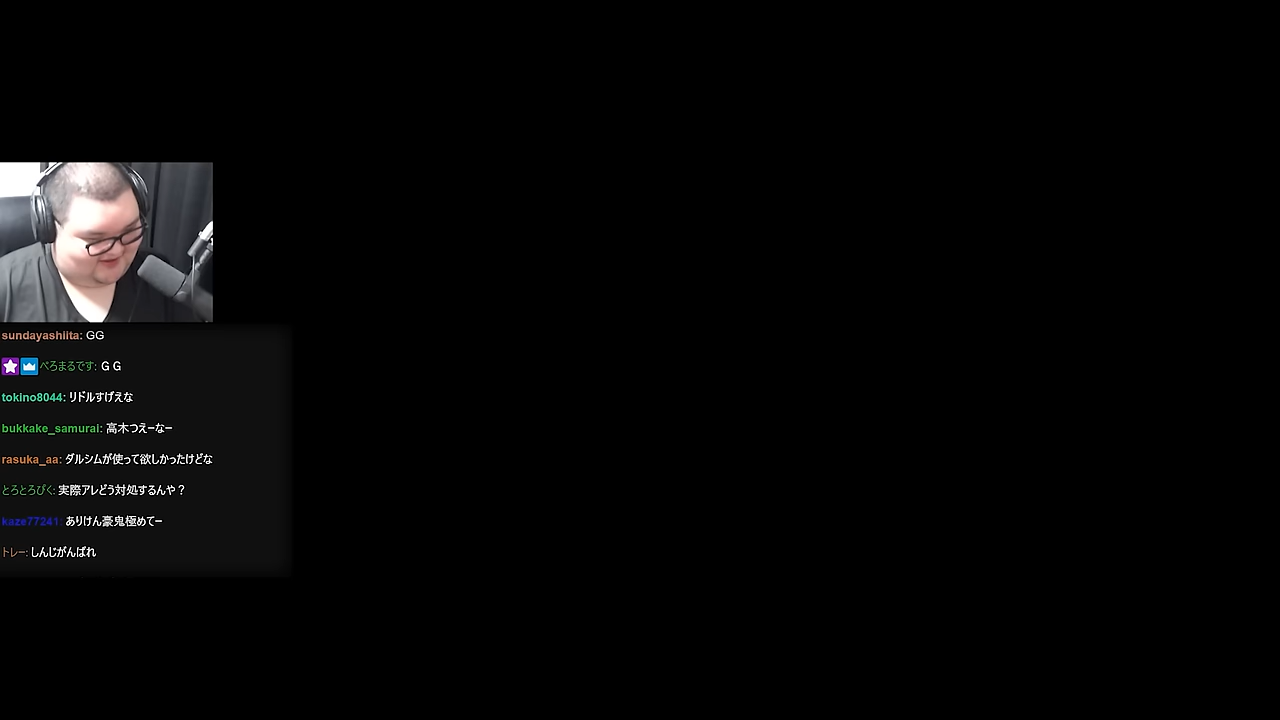 sundayashiita: GG
ぺろまるです: ＧＧ
tokino8044: リドルすげえな
bukkake_samurai: 高木つえーなー
rasuka_aa: ダルシムが使って欲しかったけどな
とろとろぴく: 実際アレどう対処するんや？
kaze77241: ありけん豪鬼極めてー
トレー: しんじがんばれ